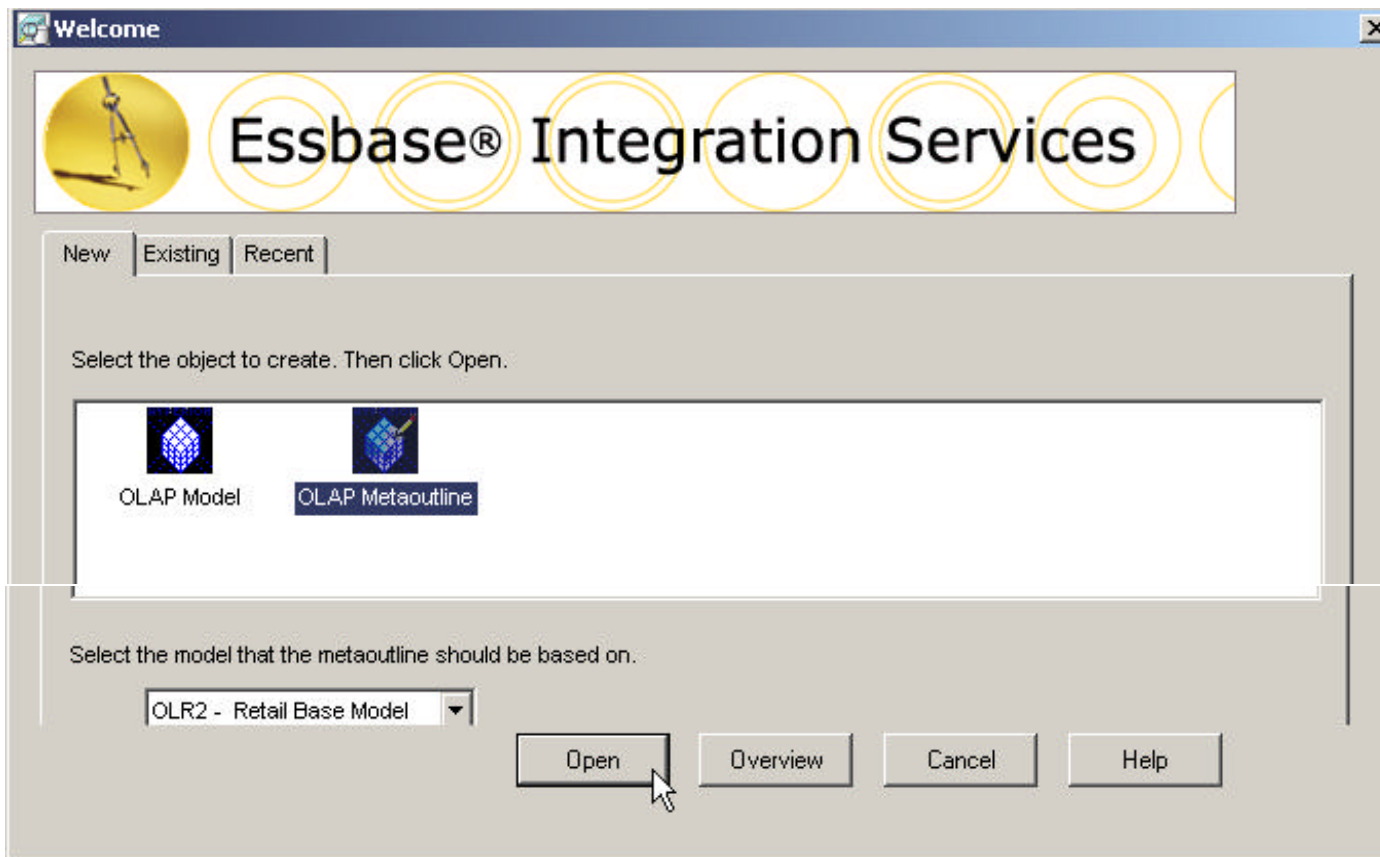 Welcome
Essbase® Integration Services
New Existing Recent
Select the object to create. Then click Open.
OLAP Model OLAP Metaoutline
Select the model that the metaoutline should be based on.
OLR2 - Retail Base Model
Open Overview Cancel Help